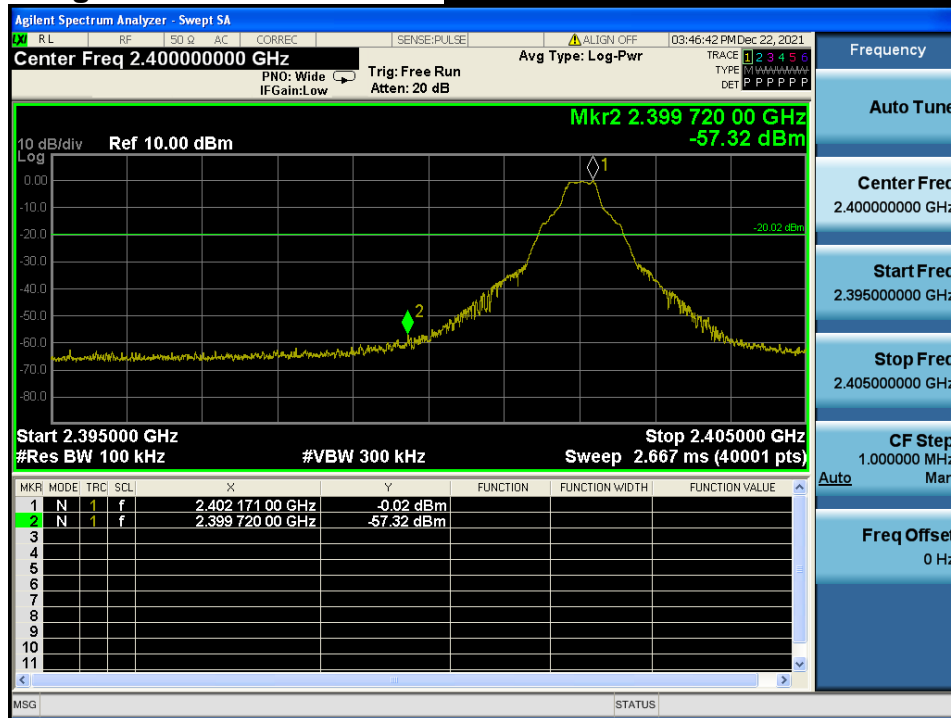 Agilent Spectrum Analyzer - Swept SA
LXI RL RF 50 Ω AC CORREC SENSE:PULSE ALIGN OFF 03:46:42 PM Dec 22, 2021
Center Freq 2.400000000 GHz
PNO: Wide
IFGain:Low
Trig: Free Run
Atten: 20 dB
Avg Type: Log-Pwr
TRACE 1 2 3 4 5 6
TYPE M
DET P P P P P P
Mkr2 2.399 720 00 GHz
-57.32 dBm
10 dB/div Ref 10.00 dBm
Log
1
0.00
-10.0
-20.0
-20.02 dBm
-30.0
-40.0
-50.0
2
-60.0
-70.0
-80.0
Start 2.395000 GHz Stop 2.405000 GHz
#Res BW 100 kHz #VBW 300 kHz Sweep 2.667 ms (40001 pts)
MKR MODE TRC SCL X Y FUNCTION FUNCTION WIDTH FUNCTION VALUE
1 N 1 f 2.402 171 00 GHz -0.02 dBm
2 N 1 f 2.399 720 00 GHz -57.32 dBm
3
4
5
6
7
8
9
10
11
MSG STATUS
Frequency
Auto Tune
Center Freq
2.400000000 GHz
Start Freq
2.395000000 GHz
Stop Freq
2.405000000 GHz
CF Step
1.000000 MHz
Auto Man
Freq Offset
0 Hz